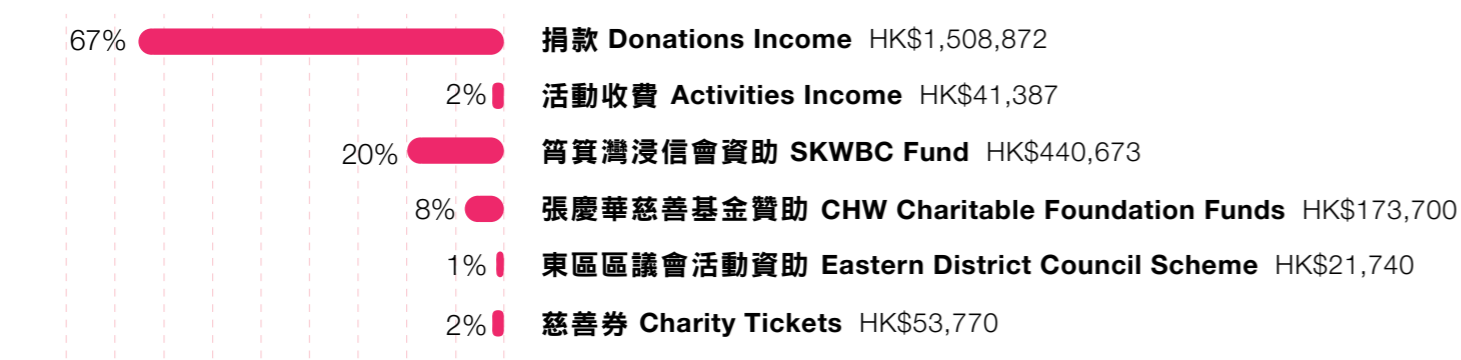 67% 捐款 Donations Income HK$1,508,872
2% 活動收費 Activities Income HK$41,387
20% 筲箕灣浸信會資助 SKWBC Fund HK$440,673
8% 張慶華慈善基金贊助 CHW Charitable Foundation Funds HK$173,700
1% 東區區議會活動資助 Eastern District Council Scheme HK$21,740
2% 慈善券 Charity Tickets HK$53,770